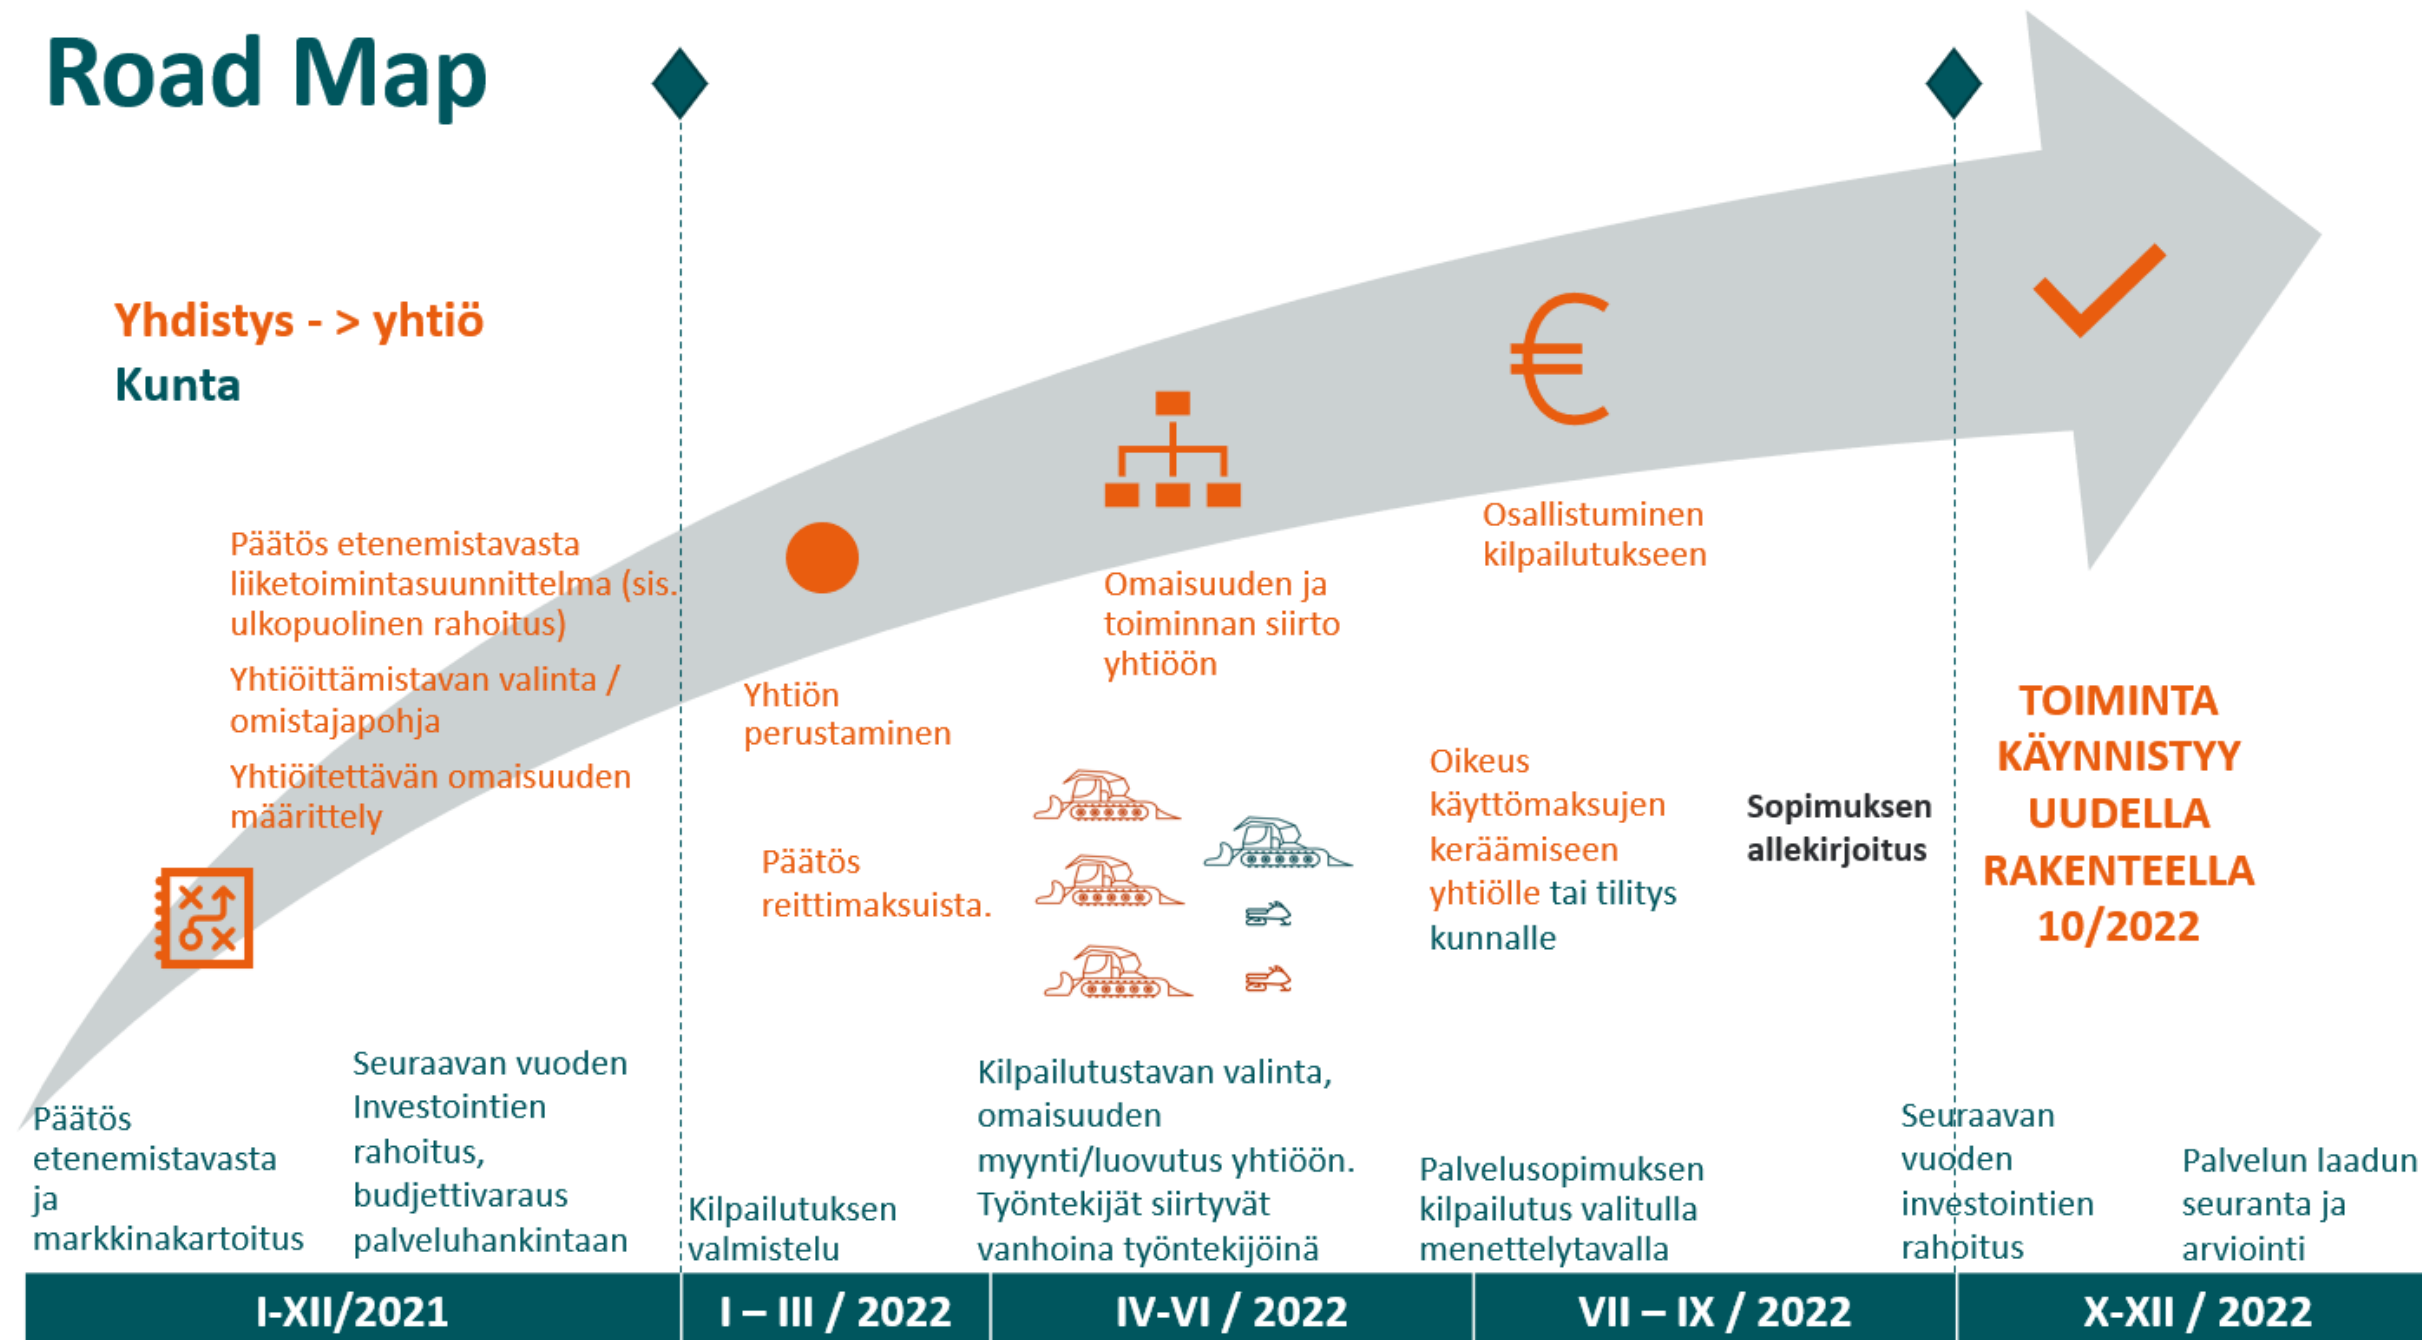 Road Map
Yhdistys - > yhtiö
Kunta
Päätös etenemistavasta
liiketoimintasuunnittelma (sis.
ulkopuolinen rahoitus)
Yhtiöittämistavan valinta /
omistajapohja
Yhtiöitettävän omaisuuden
määrittely
Yhtiön
perustaminen
Päätös
reittimaksuista.
Omaisuuden ja
toiminnan siirto
yhtiöön
Osallistuminen
kilpailutukseen
Oikeus
käyttömaksujen
keräämiseen
yhtiölle tai tilitys
kunnalle
Sopimuksen
allekirjoitus
TOIMINTA
KÄYNNISTYY
UUDELLA
RAKENTEELLA
10/2022
Päätös
etenemistavasta
ja
markkinakartoitus
Seuraavan vuoden
Investointien
rahoitus,
budjettivaraus
palveluhankintaan
Kilpailutuksen
valmistelu
Kilpailutustavan valinta,
omaisuuden
myynti/luovutus yhtiöön.
Työntekijät siirtyvät
vanhoina työntekijöinä
Palvelusopimuksen
kilpailutus valitulla
menettelytavalla
Seuraavan
vuoden
investointien
rahoitus
Palvelun laadun
seuranta ja
arviointi
I-XII/2021
I – III / 2022
IV-VI / 2022
VII – IX / 2022
X-XII / 2022